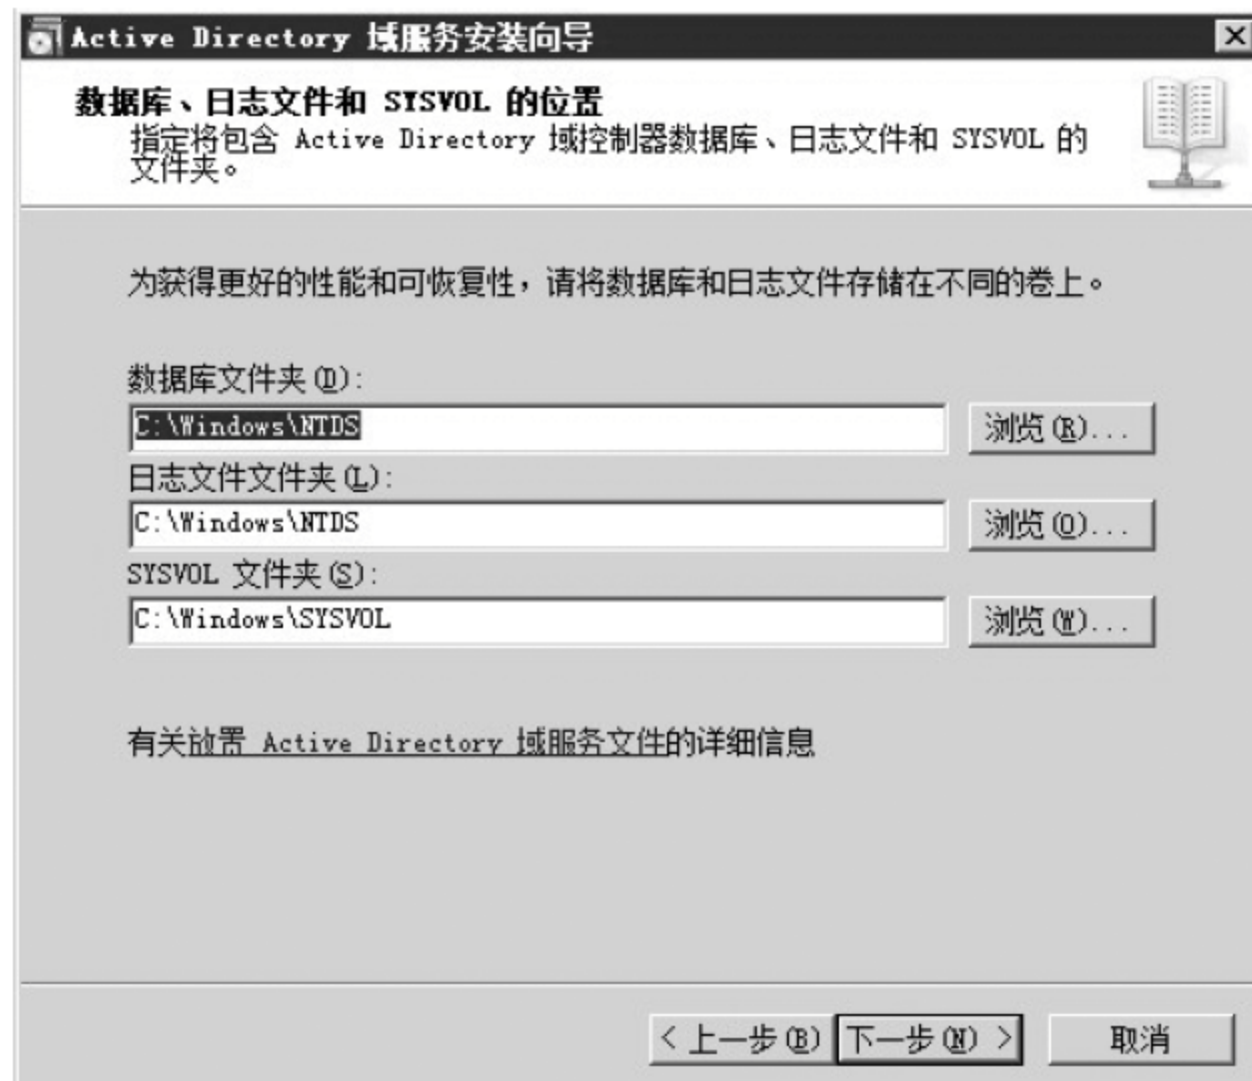 Active Directory 域服务安装向导
数据库、日志文件和 SYSVOL 的位置
指定将包含 Active Directory 域控制器数据库、日志文件和 SYSVOL 的
文件夹。
为获得更好的性能和可恢复性，请将数据库和日志文件存储在不同的卷上。
数据库文件夹(D):
C:\Windows\NTDS
浏览(R)...
日志文件文件夹(L):
C:\Windows\NTDS
浏览(O)...
SYSVOL 文件夹(S):
C:\Windows\SYSVOL
浏览(W)...
有关放置 Active Directory 域服务文件的详细信息
< 上一步(B) 下一步(N) > 取消